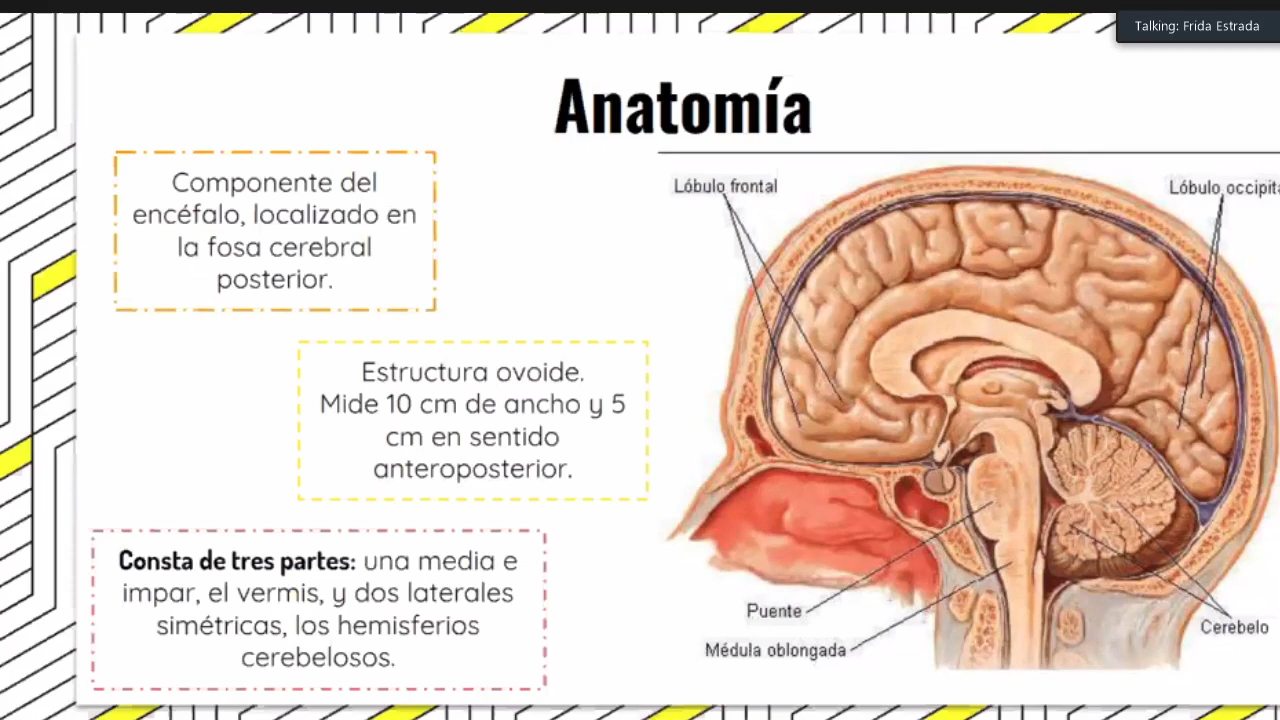 Talking: Frida Estrada
Anatomía
Componente del
encéfalo, localizado en
la fosa cerebral
posterior.
Estructura ovoide.
Mide 10 cm de ancho y 5
cm en sentido
anteroposterior.
Consta de tres partes: una media e
impar, el vermis, y dos laterales
simétricas, los hemisferios
cerebelosos.
Lóbulo frontal
Lóbulo occipita
Puente
Médula oblongada
Cerebelo